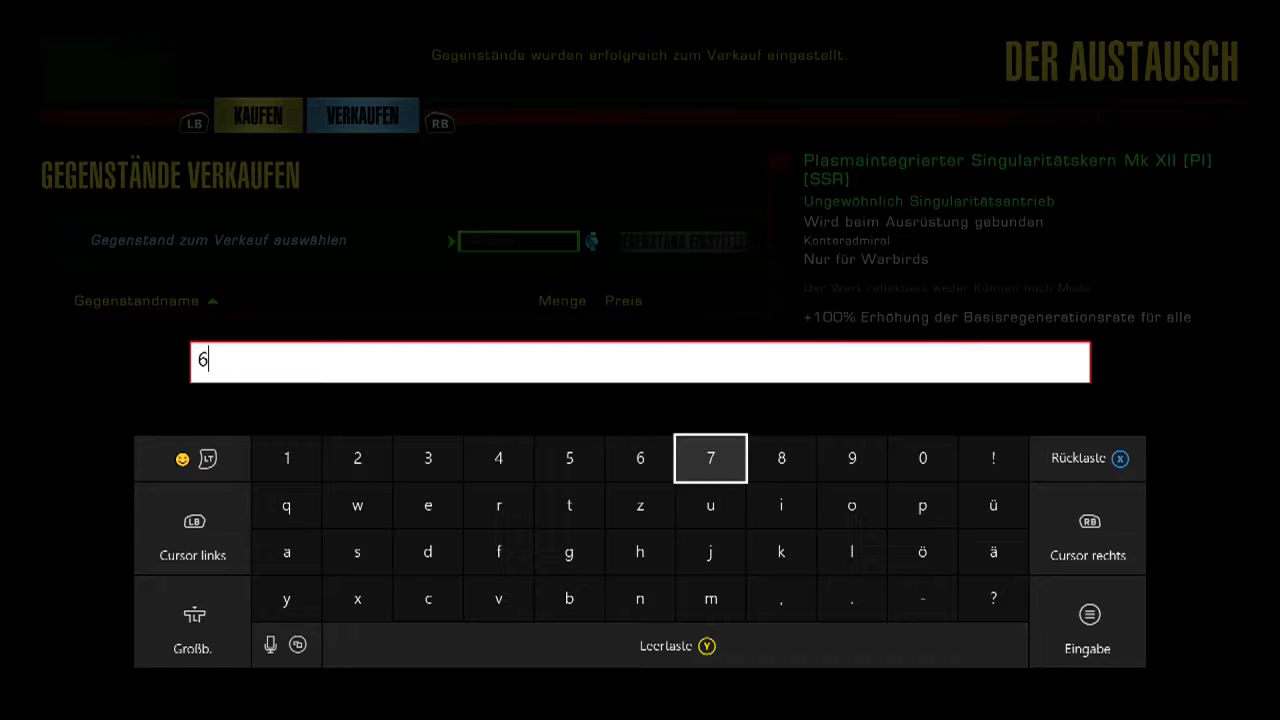 Gegenstände wurden erfolgreich zum Verkauf eingestellt.
DER AUSTAUSCH
LB KAUFEN VERKAUFEN RB
GEGENSTÄNDE VERKAUFEN
Plasmaintegrierter Singularitätskern Mk XII [Pl]
[SSR]
Ungewöhnlich Singularitätsantrieb
Wird beim Ausrüstung gebunden
Konteradmiral
Nur für Warbirds
Gegenstand zum Verkauf auswählen
Der Wert reflektiert weder Können noch Mods
+100% Erhöhung der Basisregenerationsrate für alle
Gegenstandname Menge Preis
6
LT 1 2 3 4 5 6 7 8 9 0 ! Rücktaste X
LB Cursor links q w e r t z u i o p ü RB Cursor rechts
a s d f g h j k l ö ä
LT Großb. y x c v b n m , . - ? Eingabe
Leertaste Y